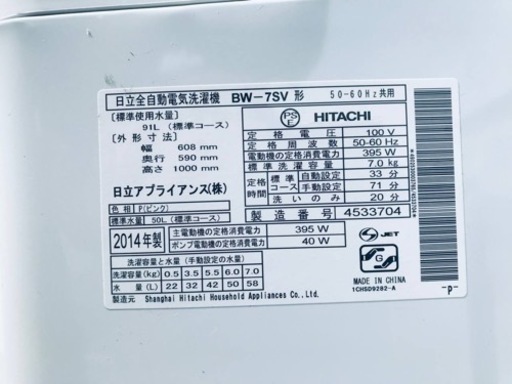 日立全自動電気洗濯機 BW-7SV 形 50-60Hz共用
標準使用水量
91L (標準コース)
[外形寸法]
幅 608 mm
奥行 590 mm
高さ 1000 mm
日立アプライアンス(株)
色相 P(ピンク)
標準水量 50L (標準コース)
2014年製
PSE HITACHI
定格電圧 100 V
定格周波数 50-60 Hz
電動機の定格消費電力 395 W
標準洗濯容量 7.0 kg
定格時間 全自動 標準コース 33 分
標準コース 71 分
洗いのみ 20 分
製造番号 4533704
主電動機の定格消費電力 395 W
ポンプ電動機の定格消費電力 40 W
S JET
洗濯容量と水量 (手動設定の水量)
洗濯容量(kg) 0.5 3.5 5.5 6.0 7.0
水量(L) 22 32 42 50 58
製造元 Shanghai Hitachi Household Appliances Co.,Ltd.
MADE IN CHINA
1CHSD9282-A
-P-